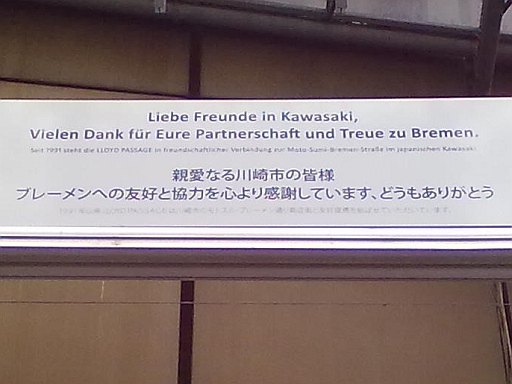 Liebe Freunde in Kawasaki,
Vielen Dank für Eure Partnerschaft und Treue zu Bremen.
Seit 1991 steht die LLOYD PASSAGE in freundschaftlicher Verbindung zur Moto-Sumi-Bremen-Straße im japanischen Kawasaki.
親愛なる川崎市の皆様
ブレーメンへの友好と協力を心より感謝しています、どうもありがとう